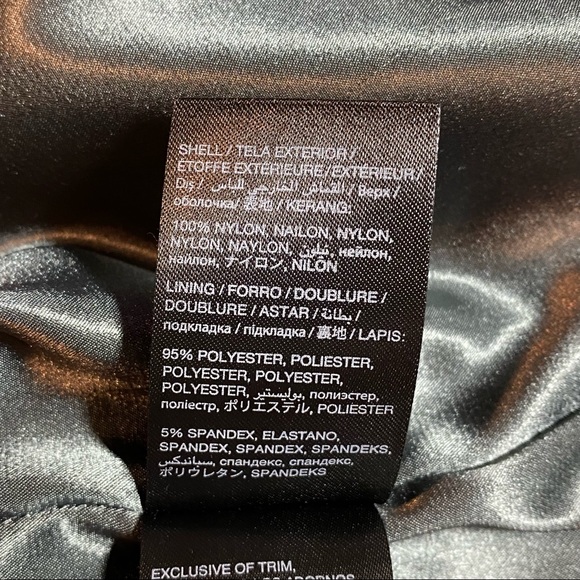 SHELL / TELA EXTERIOR /
ÉTOFFE EXTÉRIEURE / EXTÉRIEUR /
Dış / القماش الخارجي للباس / Верх /
оболочка/ 裏地 / KERANG:
100% NYLON, NAILON, NYLON,
NYLON, NAYLON, نيلون, нейлон,
найлон, ナイロン, NILON
LINING / FORRO / DOUBLURE /
DOUBLURE / ASTAR / بطانة /
подкладка / підкладка / 裏地 / LAPIS:
95% POLYESTER, POLIESTER,
POLYESTER, POLYESTER,
POLYESTER, بوليستير, полиэстер,
поліестр, ポリエステル, POLIESTER
5% SPANDEX, ELASTANO,
SPANDEX, SPANDEX, SPANDEKS,
سباندكس, спандекс, спандекс,
ポリウレタン, SPANDEKS
EXCLUSIVE OF TRIM,